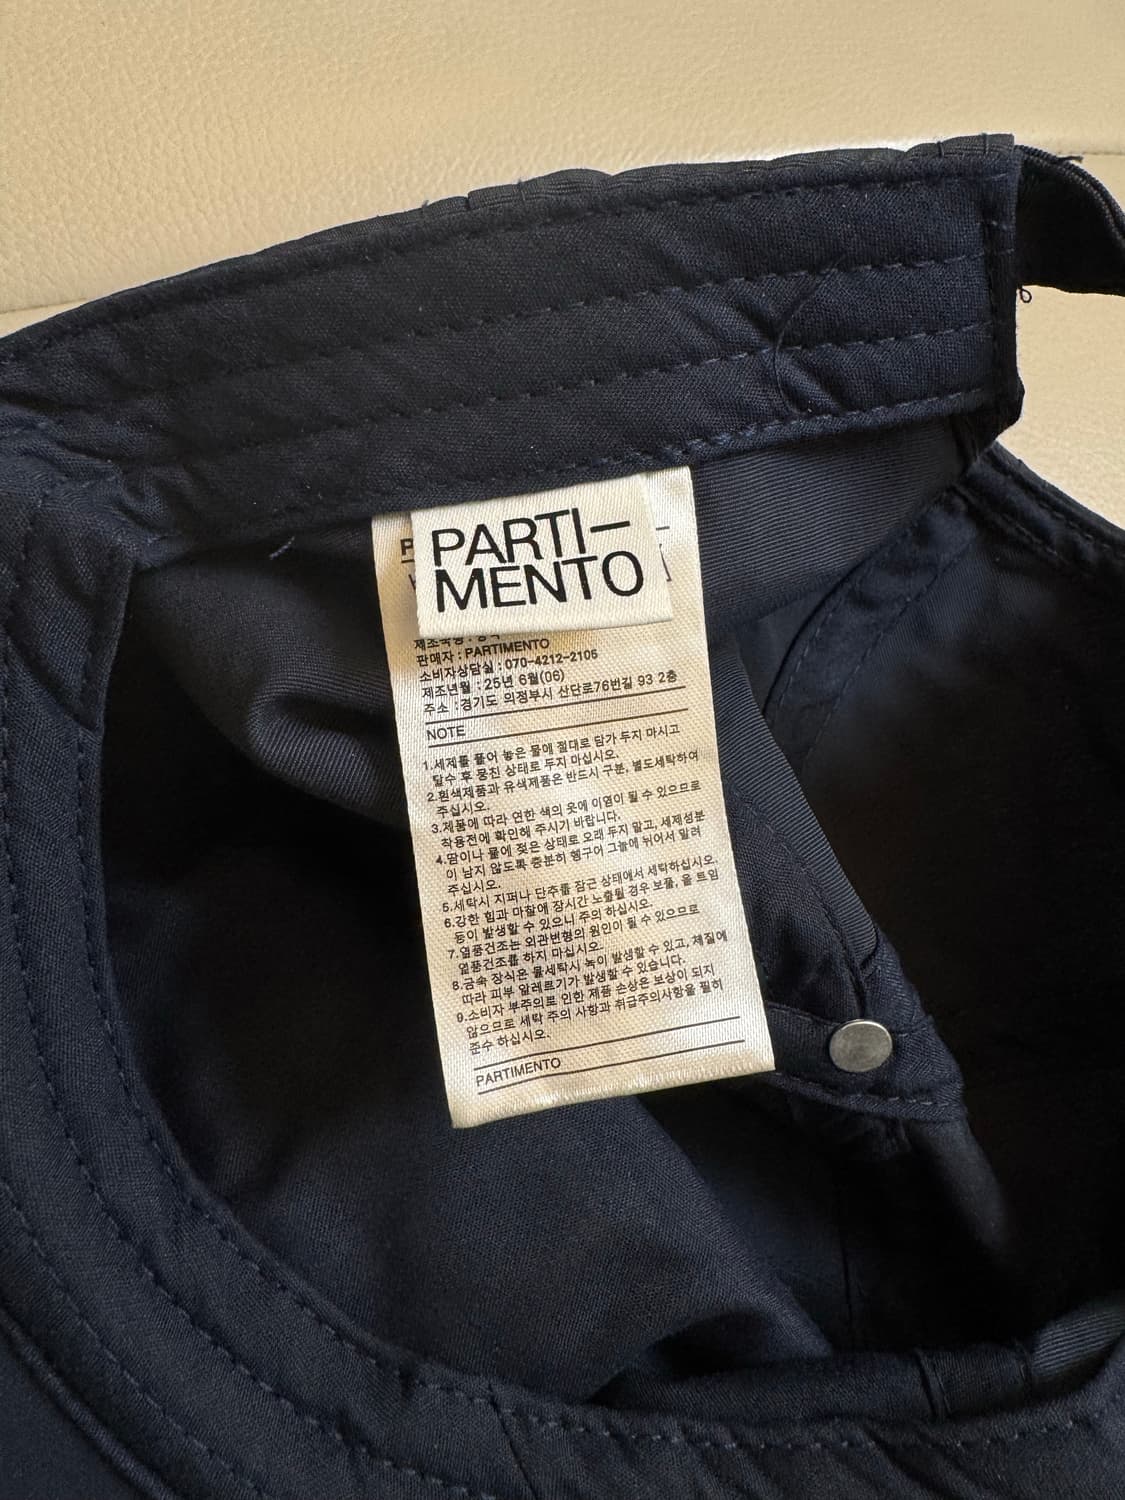 PARTI—
MENTO
제조국명 : 중국
판매자 : PARTIMENTO
소비자상담실 : 070-4212-2105
제조년월 : 25년 6월(06)
주소 : 경기도 의정부시 산단로76번길 93 2층
NOTE
1.세제를 풀어 놓은 물에 절대로 담가 두지 마시고
탈수 후 뭉친 상태로 두지 마십시오.
2.흰색제품과 유색제품은 반드시 구분, 별도세탁하여
주십시오.
3.제품에 따라 연한 색의 옷에 이염이 될 수 있으므로
착용전에 확인해 주시기 바랍니다.
4.땀이나 물에 젖은 상태로 오래 두지 말고, 세제성분
이 남지 않도록 충분히 헹구어 그늘에 뉘어서 말려
주십시오.
5.세탁시 지퍼나 단추를 잠근 상태에서 세탁하십시오.
6.강한 힘과 마찰에 장시간 노출될 경우 보풀, 올 트임
등이 발생할 수 있으니 주의 하십시오.
7.열풍건조는 외관변형의 원인이 될 수 있으므로
열풍건조를 하지 마십시오.
8.금속 장식은 물세탁시 녹이 발생할 수 있고, 체질에
따라 피부 알레르기가 발생할 수 있습니다.
9.소비자 부주의로 인한 제품 손상은 보상이 되지
않으므로 세탁 주의 사항과 취급주의사항을 필히
준수 하십시오.
PARTIMENTO